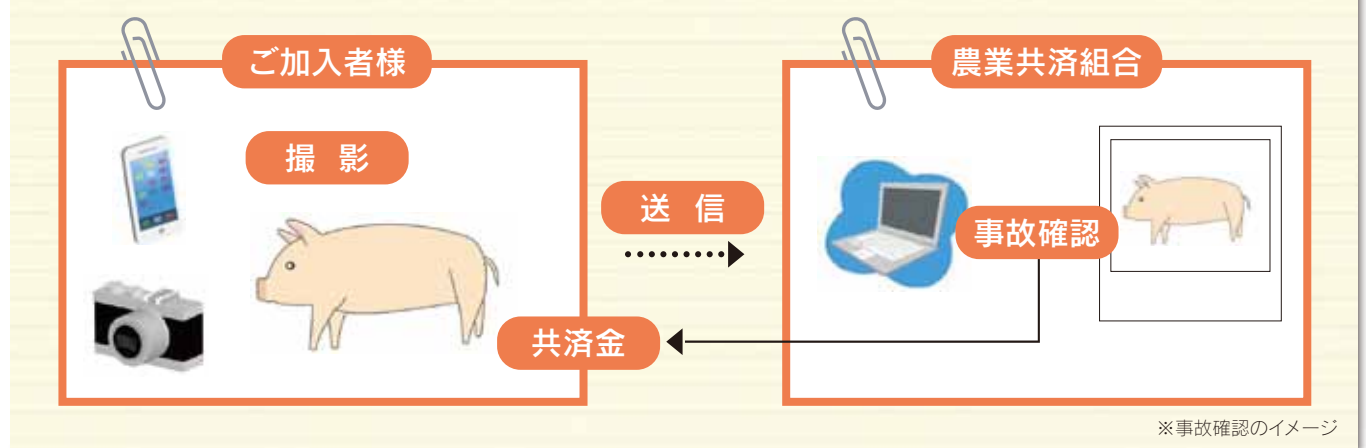 ご加入者様
撮影
送信
共済金
農業共済組合
事故確認
※事故確認のイメージ